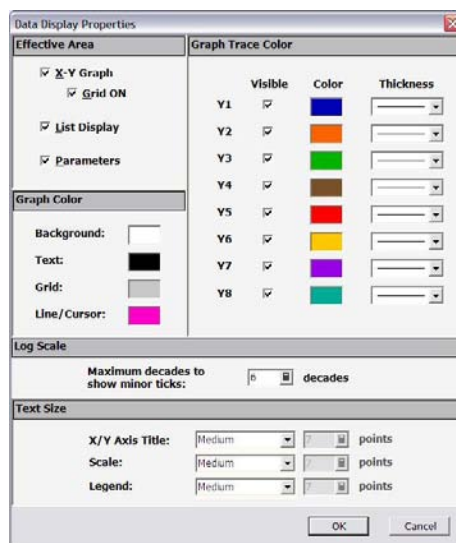 Data Display Properties
Effective Area
X-Y Graph
Grid ON
List Display
Parameters
Graph Color
Background:
Text:
Grid:
Line/Cursor:
Graph Trace Color
Visible Color Thickness
Y1
Y2
Y3
Y4
Y5
Y6
Y7
Y8
Log Scale
Maximum decades to
show minor ticks: 6 decades
Text Size
X/Y Axis Title: Medium 7 points
Scale: Medium 7 points
Legend: Medium 7 points
OK Cancel